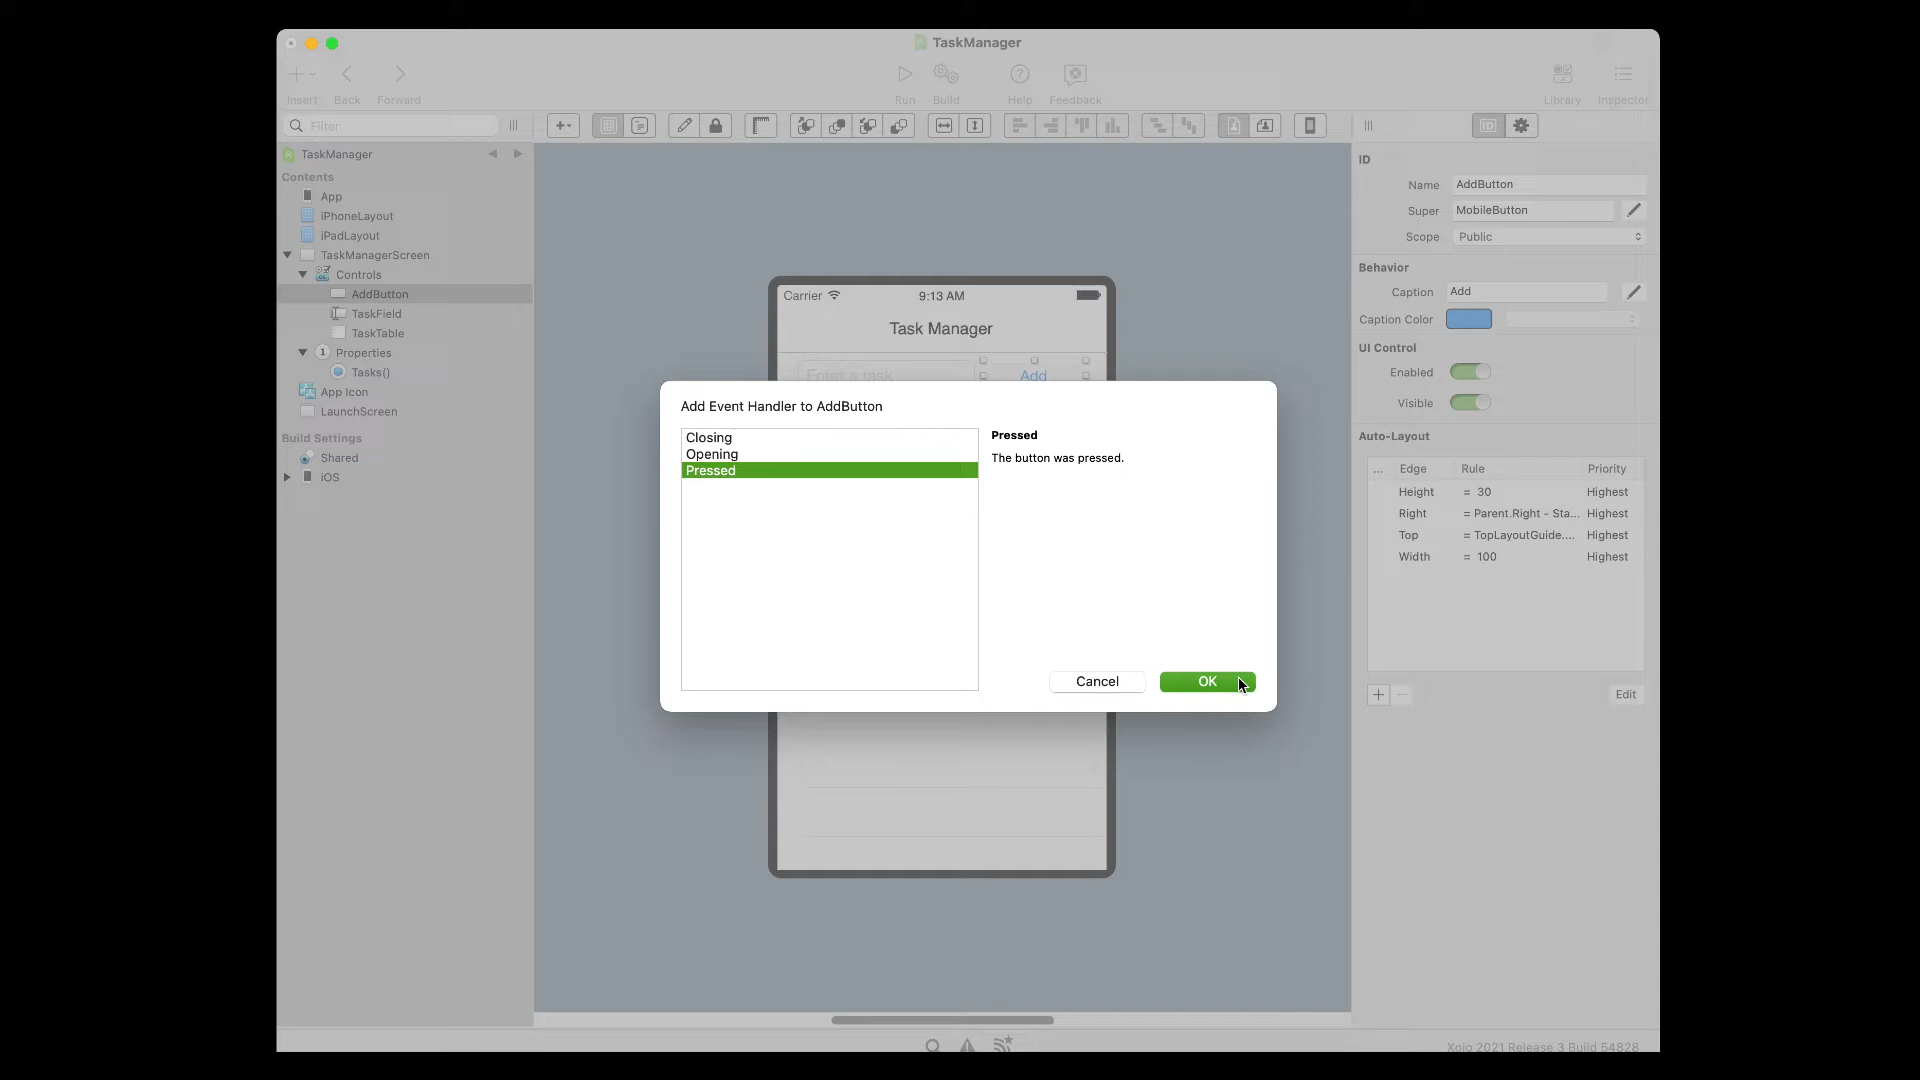 TaskManager
Insert
Back
Forward
Run
Build
Help
Feedback
Library
Inspector
Filter
TaskManager
Contents
App
iPhoneLayout
iPadLayout
TaskManagerScreen
Controls
AddButton
TaskField
TaskTable
1 Properties
Tasks()
App Icon
LaunchScreen
Build Settings
Shared
iOS
Carrier
9:13 AM
Task Manager
Enter a task
Add
Add Event Handler to AddButton
Closing
Opening
Pressed
Pressed
The button was pressed.
Cancel
OK
ID
ID
Name AddButton
Super MobileButton
Scope Public
Behavior
Caption Add
Caption Color
UI Control
Enabled
Visible
Auto-Layout
... Edge Rule Priority
Height = 30 Highest
Right = Parent.Right - Sta... Highest
Top = TopLayoutGuide.... Highest
Width = 100 Highest
Edit
Xojo 2021 Release 3 Build 54828